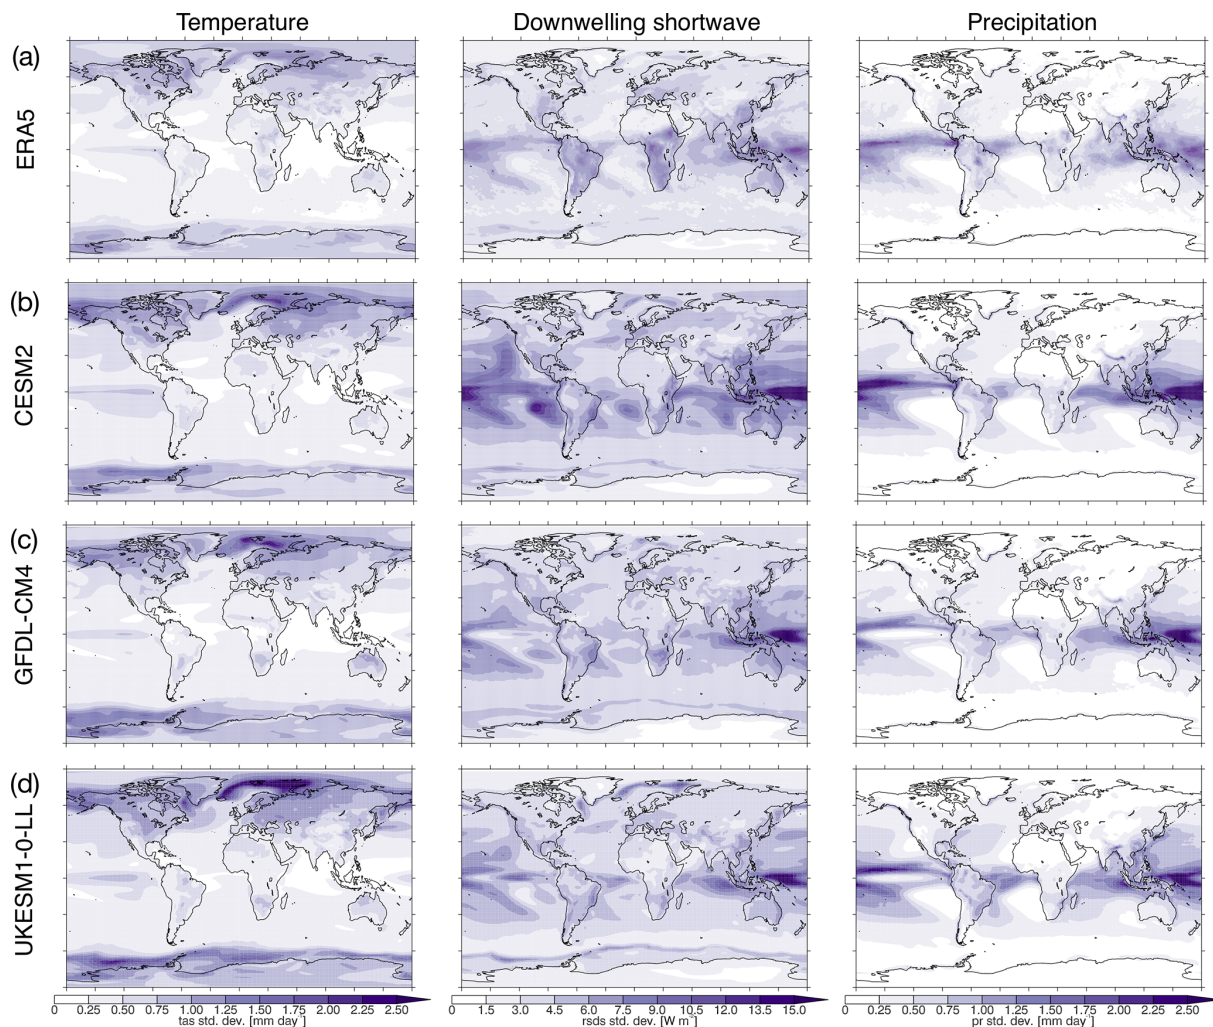 Temperature Downwelling shortwave Precipitation
(a)
ERA5
(b)
CESM2
(c)
GFDL-CM4
(d)
UKESM1-0-LL
0 0.25 0.50 0.75 1.00 1.25 1.50 1.75 2.00 2.25 2.50
tas std. dev. [mm day⁻¹]
0 1.5 3.0 4.5 6.0 7.5 9.0 10.5 12.0 13.5 15.0
rsds std. dev. [W m⁻²]
0 0.25 0.50 0.75 1.00 1.25 1.50 1.75 2.00 2.25 2.50
pr std. dev. [mm day⁻¹]